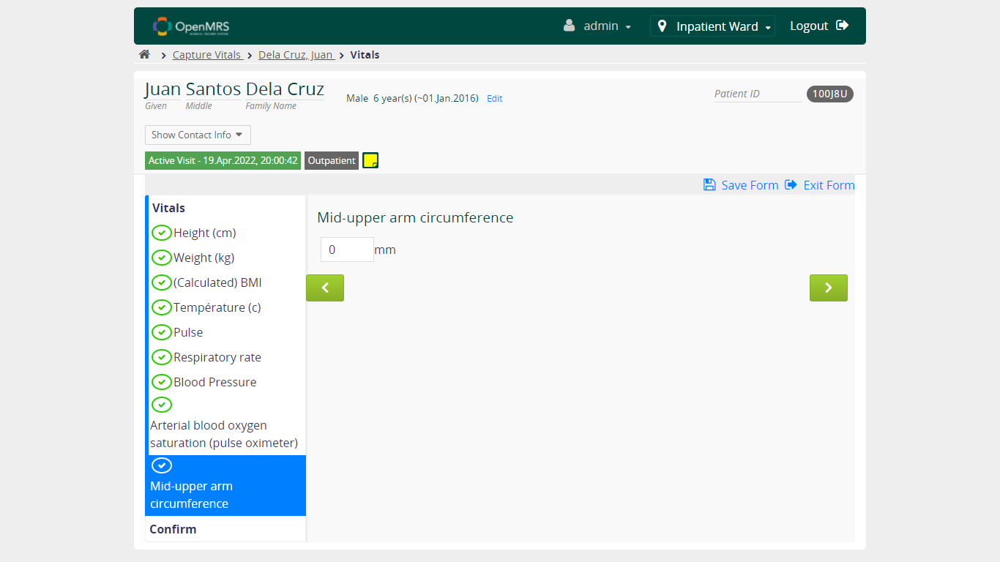 OpenMRS
admin
Inpatient Ward
Logout
Capture Vitals
Dela Cruz, Juan
Vitals
Juan Santos Dela Cruz
Given Middle Family Name
Male 6 year(s) (~01.Jan.2016) Edit
Patient ID 100J8U
Show Contact Info
Active Visit - 19.Apr.2022, 20:00:42 Outpatient
Save Form Exit Form
Vitals
Height (cm)
Weight (kg)
(Calculated) BMI
Température (c)
Pulse
Respiratory rate
Blood Pressure
Arterial blood oxygen
saturation (pulse oximeter)
Mid-upper arm
circumference
Confirm
Mid-upper arm circumference
0 mm